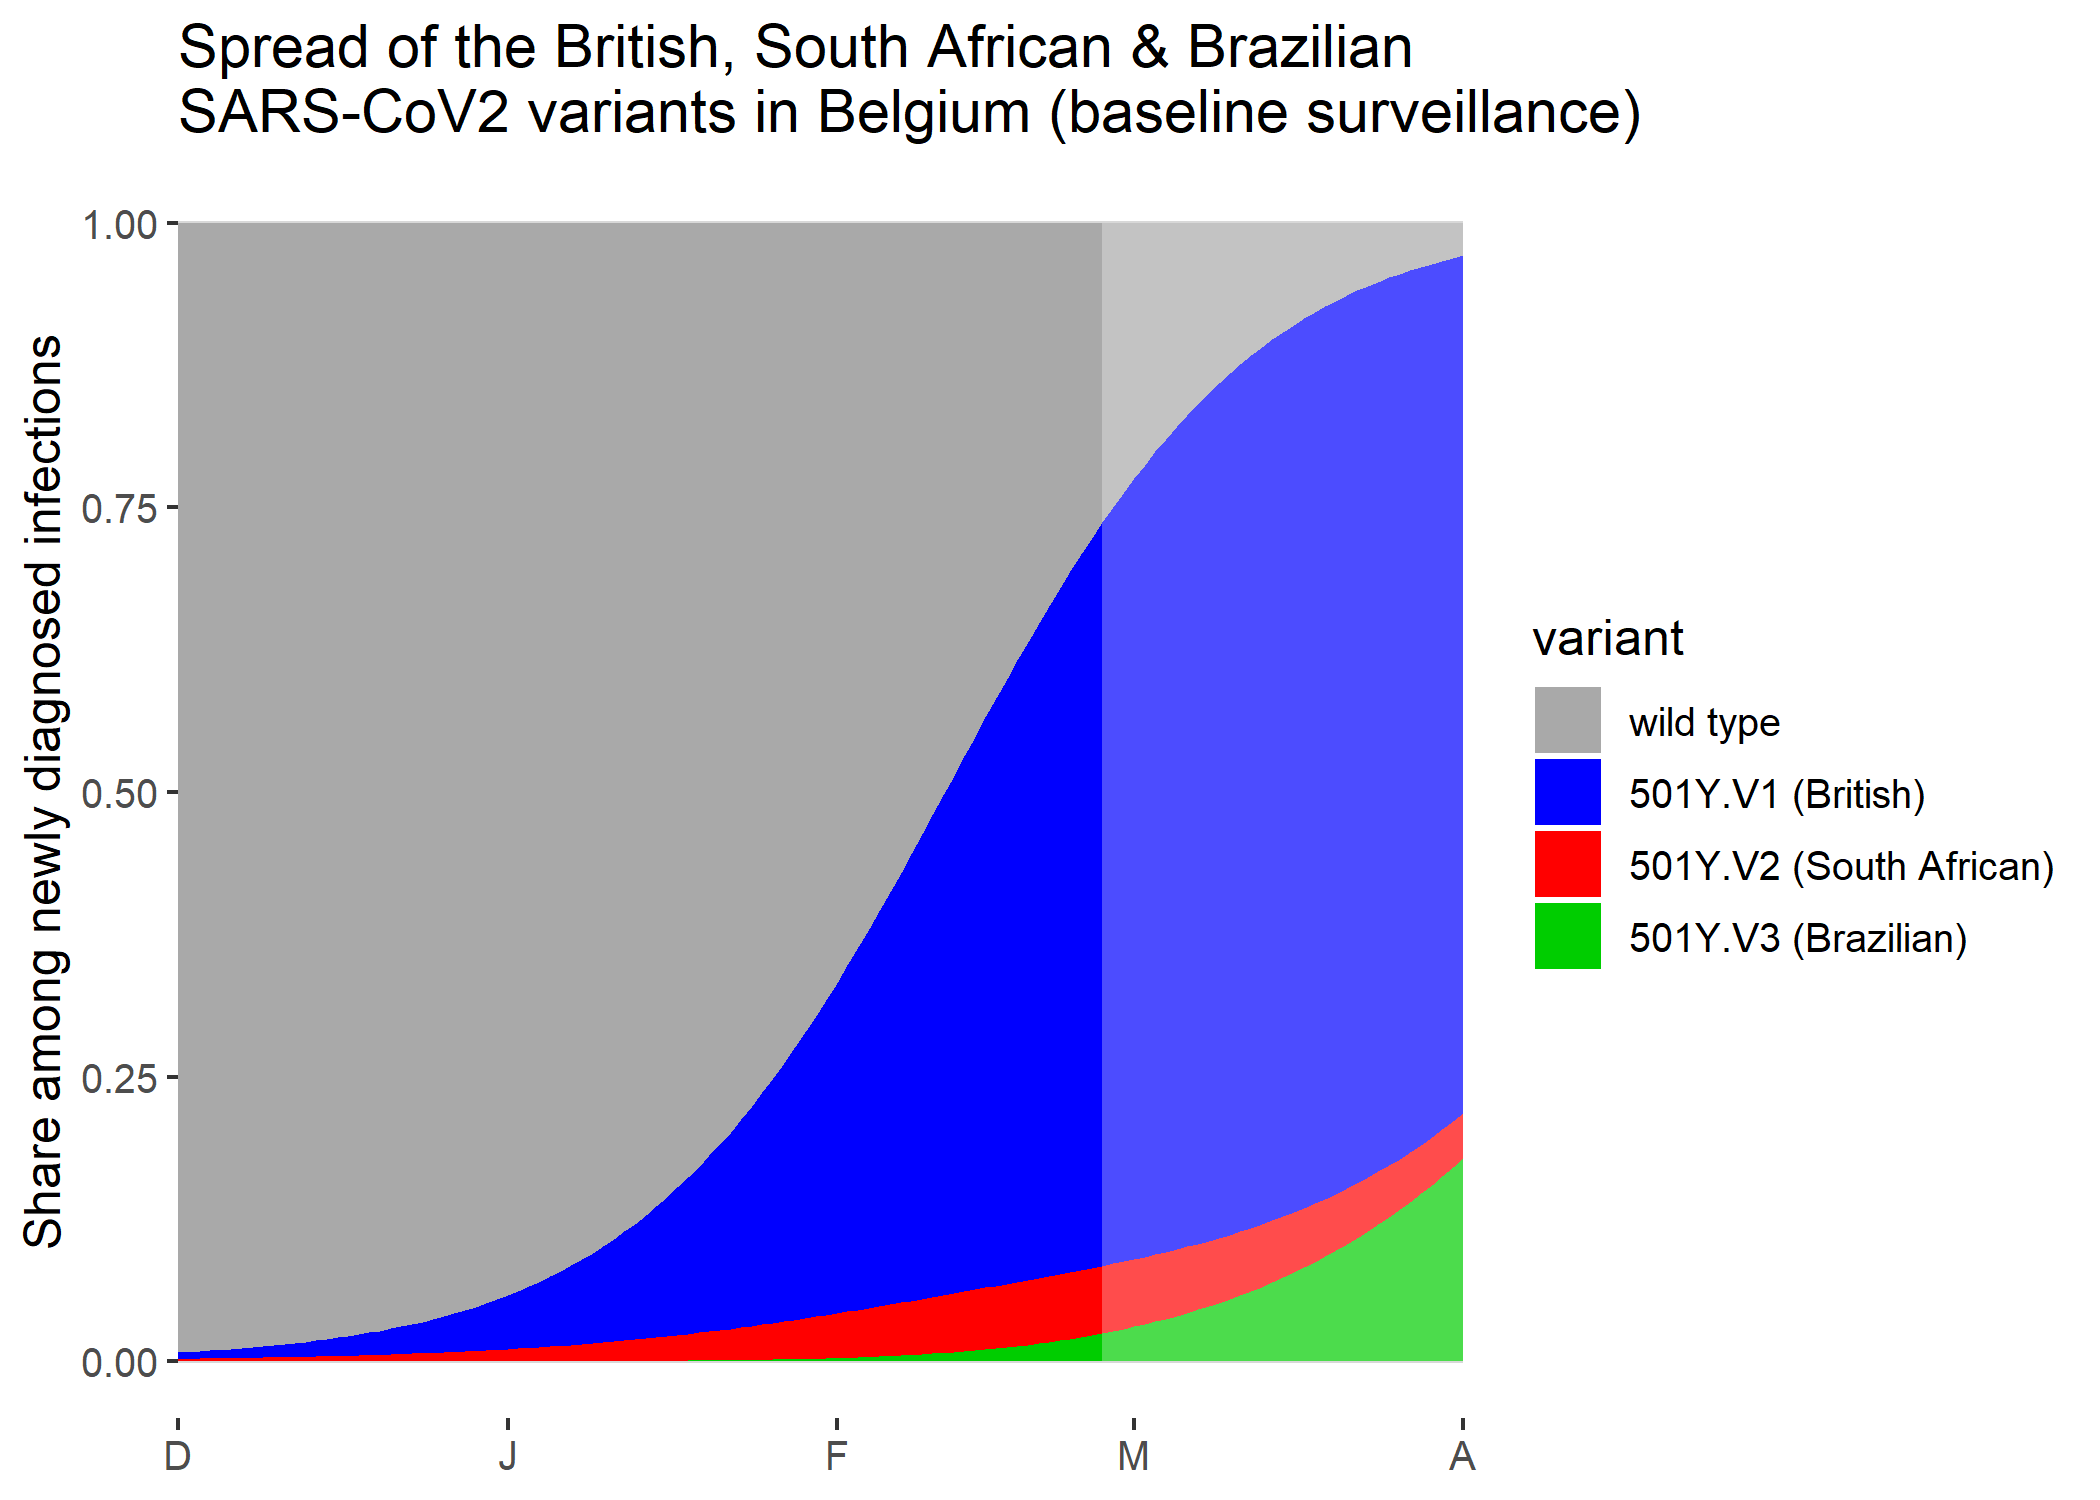 Spread of the British, South African & Brazilian
SARS-CoV2 variants in Belgium (baseline surveillance)
Share among newly diagnosed infections
1.00
0.75
0.50
0.25
0.00
D
J
F
M
A
variant
wild type
501Y.V1 (British)
501Y.V2 (South African)
501Y.V3 (Brazilian)